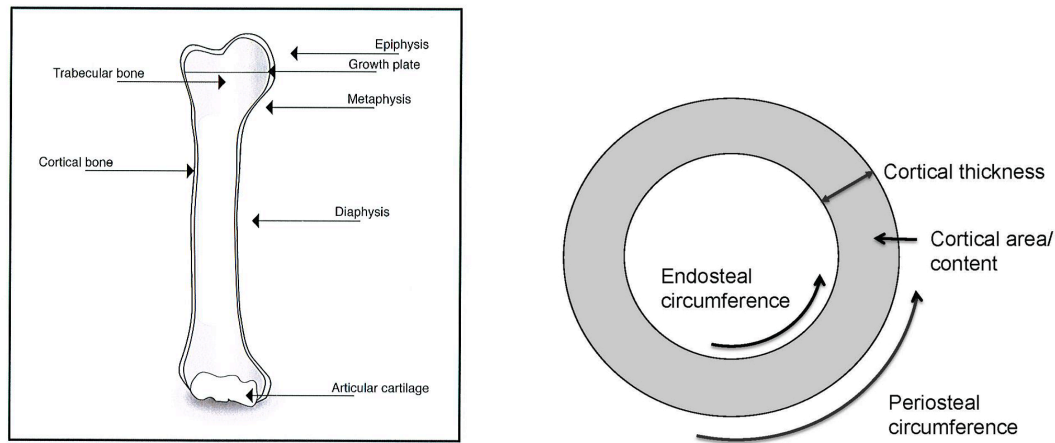 Epiphysis
Growth plate
Trabecular bone
Metaphysis
Cortical bone
Diaphysis
Articular cartilage
Cortical thickness
Cortical area/
content
Endosteal
circumference
Periosteal
circumference